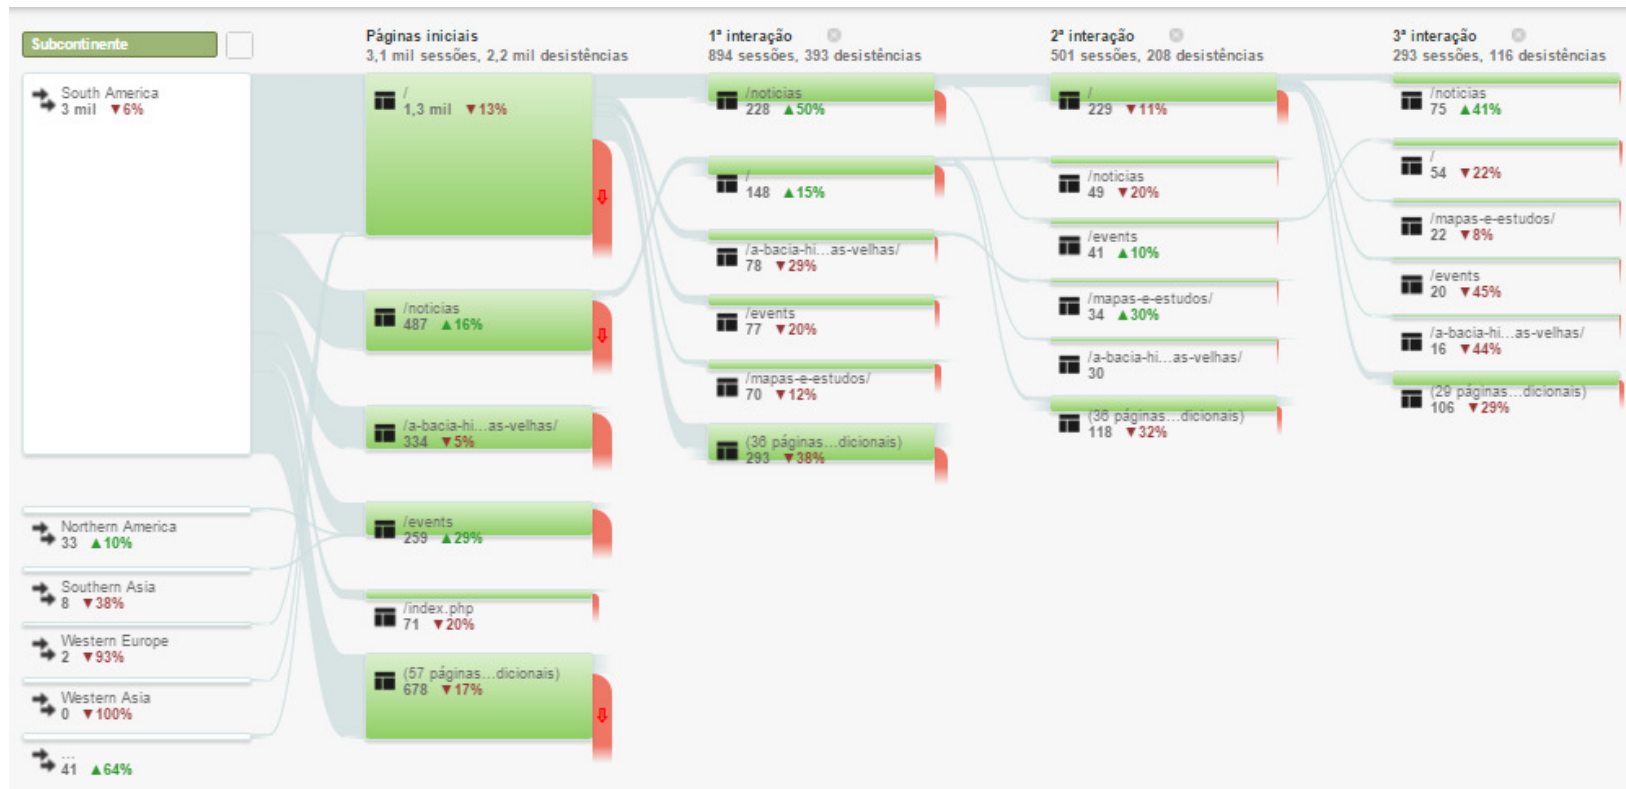 Subcontinente
South America
3 mil ▼6%
Northern America
33 ▲10%
Southern Asia
8 ▼38%
Western Europe
2 ▼93%
Western Asia
0 ▼100%
...
41 ▲64%
Páginas iniciais
3,1 mil sessões, 2,2 mil desistências
/
1,3 mil ▼13%
/noticias
487 ▲16%
/a-bacia-hi...as-velhas/
334 ▼5%
/events
259 ▲29%
/index.php
71 ▼20%
(57 páginas...dicionais)
678 ▼17%
1ª interação
894 sessões, 393 desistências
/noticias
228 ▲50%
/
148 ▲15%
/a-bacia-hi...as-velhas/
78 ▼29%
/events
77 ▼20%
/mapas-e-estudos/
70 ▼12%
(36 páginas...dicionais)
293 ▼38%
2ª interação
501 sessões, 208 desistências
/
229 ▼11%
/noticias
49 ▼20%
/events
41 ▲10%
/mapas-e-estudos/
34 ▲30%
/a-bacia-hi...as-velhas/
30
(36 páginas...dicionais)
118 ▼32%
3ª interação
293 sessões, 116 desistências
/noticias
75 ▲41%
/
54 ▼22%
/mapas-e-estudos/
22 ▼8%
/events
20 ▼45%
/a-bacia-hi...as-velhas/
16 ▼44%
(29 páginas...dicionais)
106 ▼29%